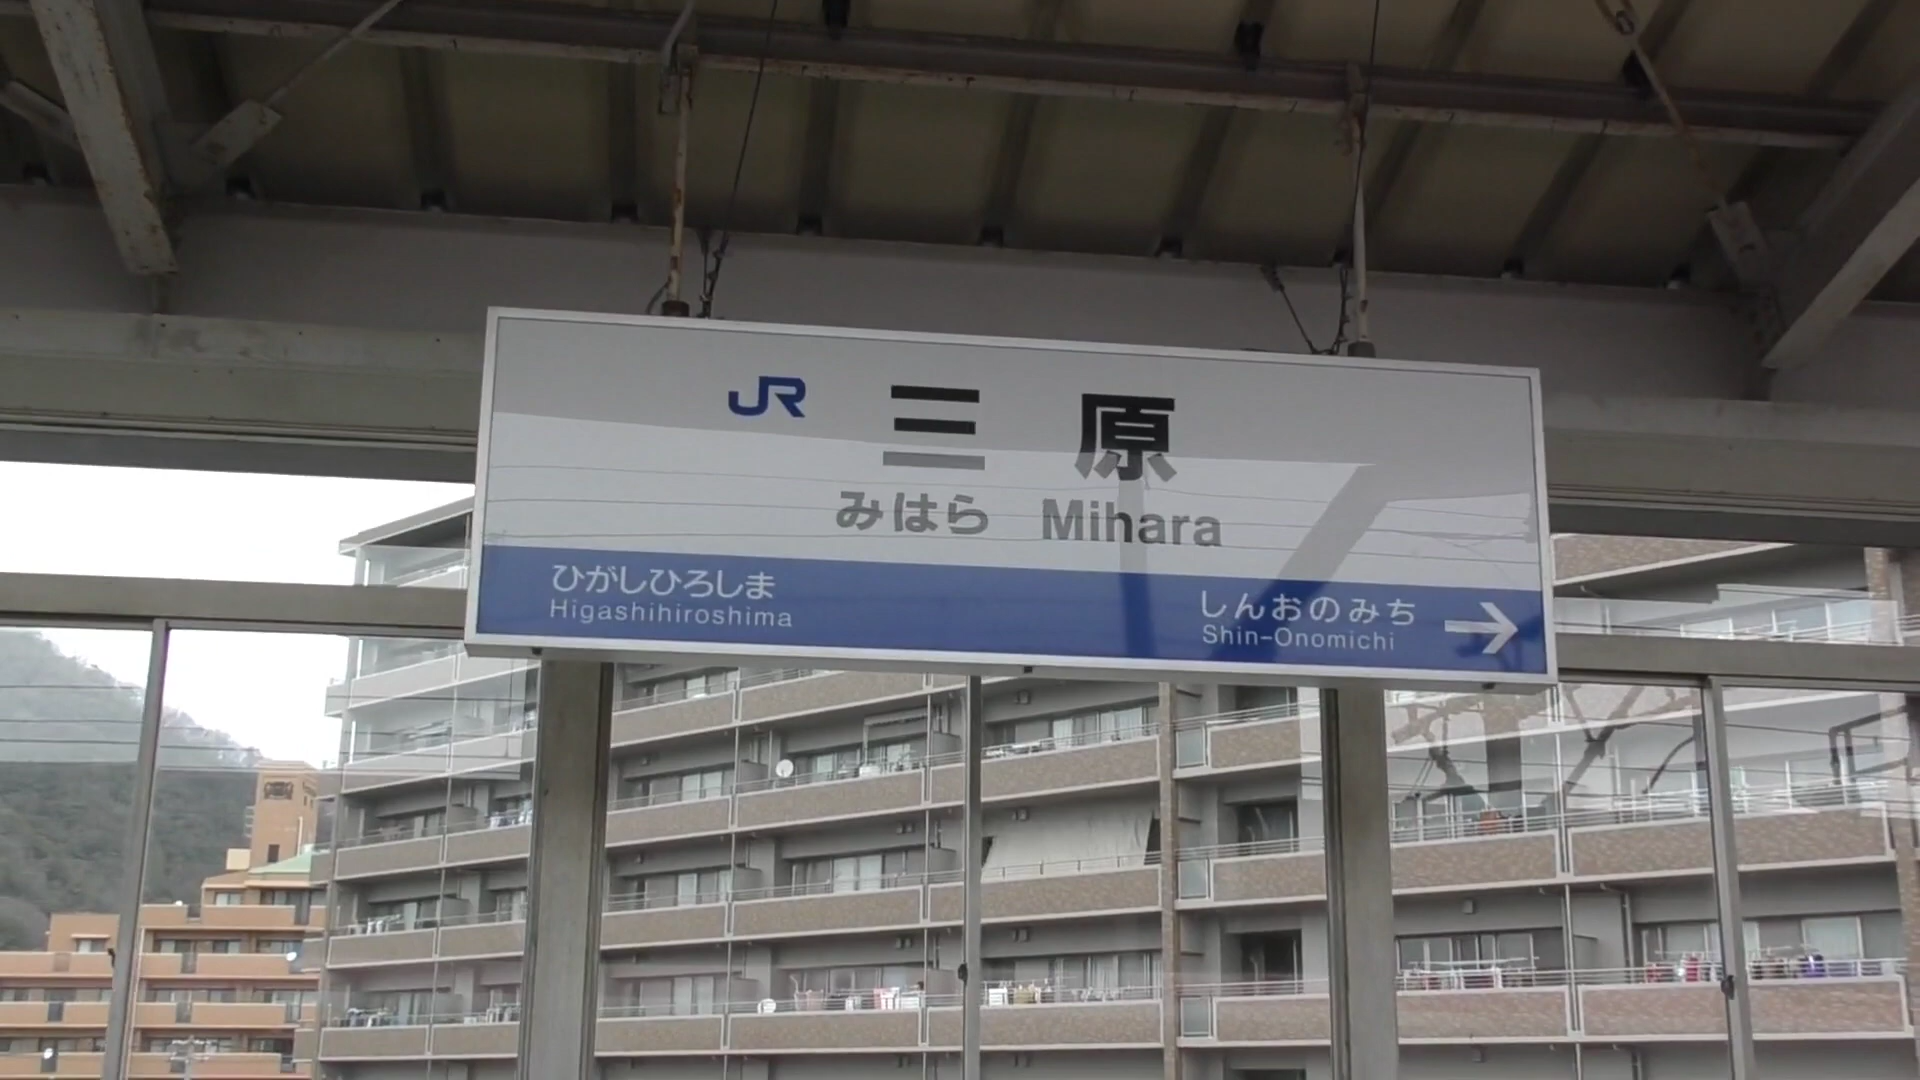 JR 三原
みはら Mihara
ひがしひろしま
Higashihiroshima
しんおのみち
Shin-Onomichi
→